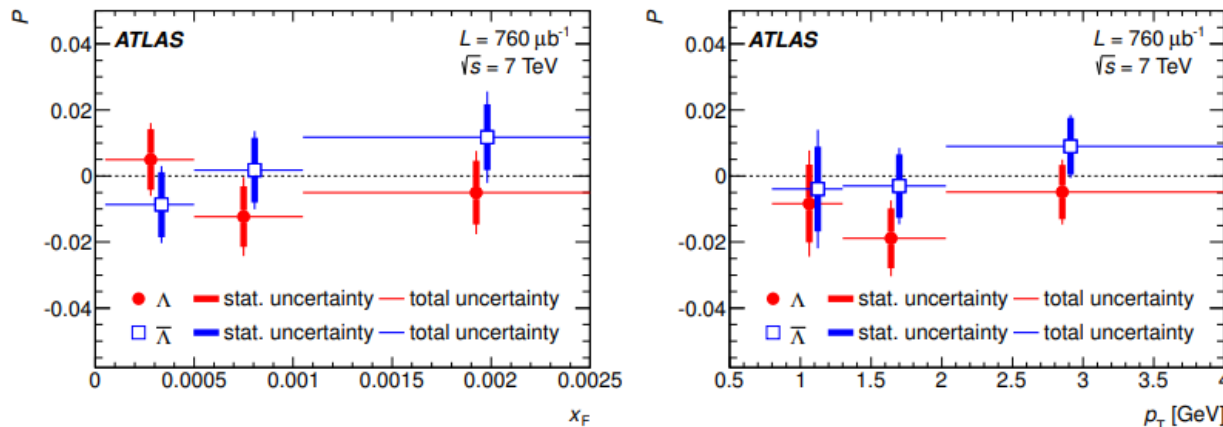 P
ATLAS
L = 760 μb⁻¹
√s = 7 TeV
0.04
0.02
0
-0.02
-0.04
Λ stat. uncertainty total uncertainty
Λ̅ stat. uncertainty total uncertainty
0 0.0005 0.001 0.0015 0.002 0.0025
x_F
P
ATLAS
L = 760 μb⁻¹
√s = 7 TeV
0.04
0.02
0
-0.02
-0.04
Λ stat. uncertainty total uncertainty
Λ̅ stat. uncertainty total uncertainty
0.5 1 1.5 2 2.5 3 3.5 4
p_T [GeV]